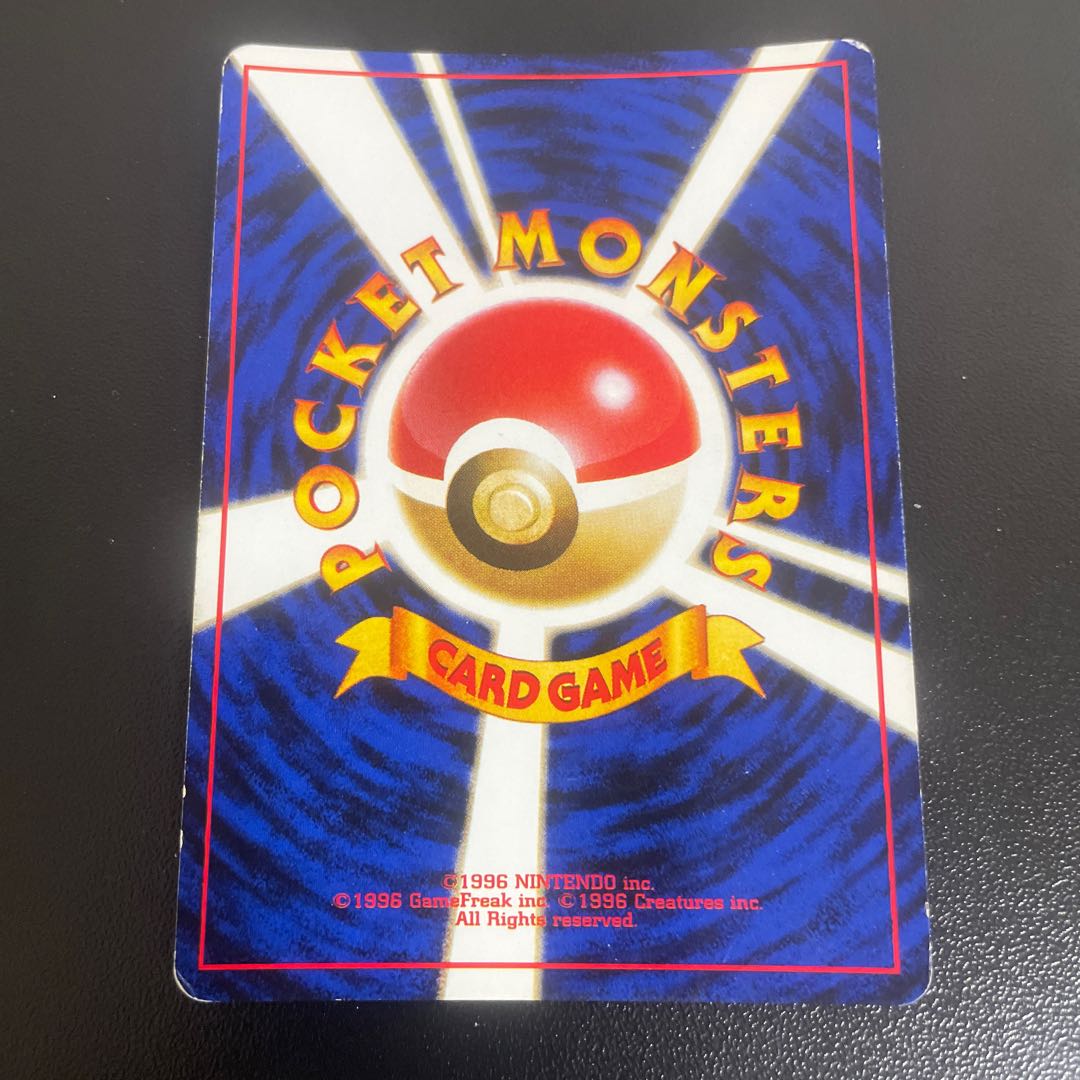 POCKET MONSTERS
CARD GAME
©1996 NINTENDO inc.
©1996 GameFreak inc. ©1996 Creatures inc.
All Rights reserved.